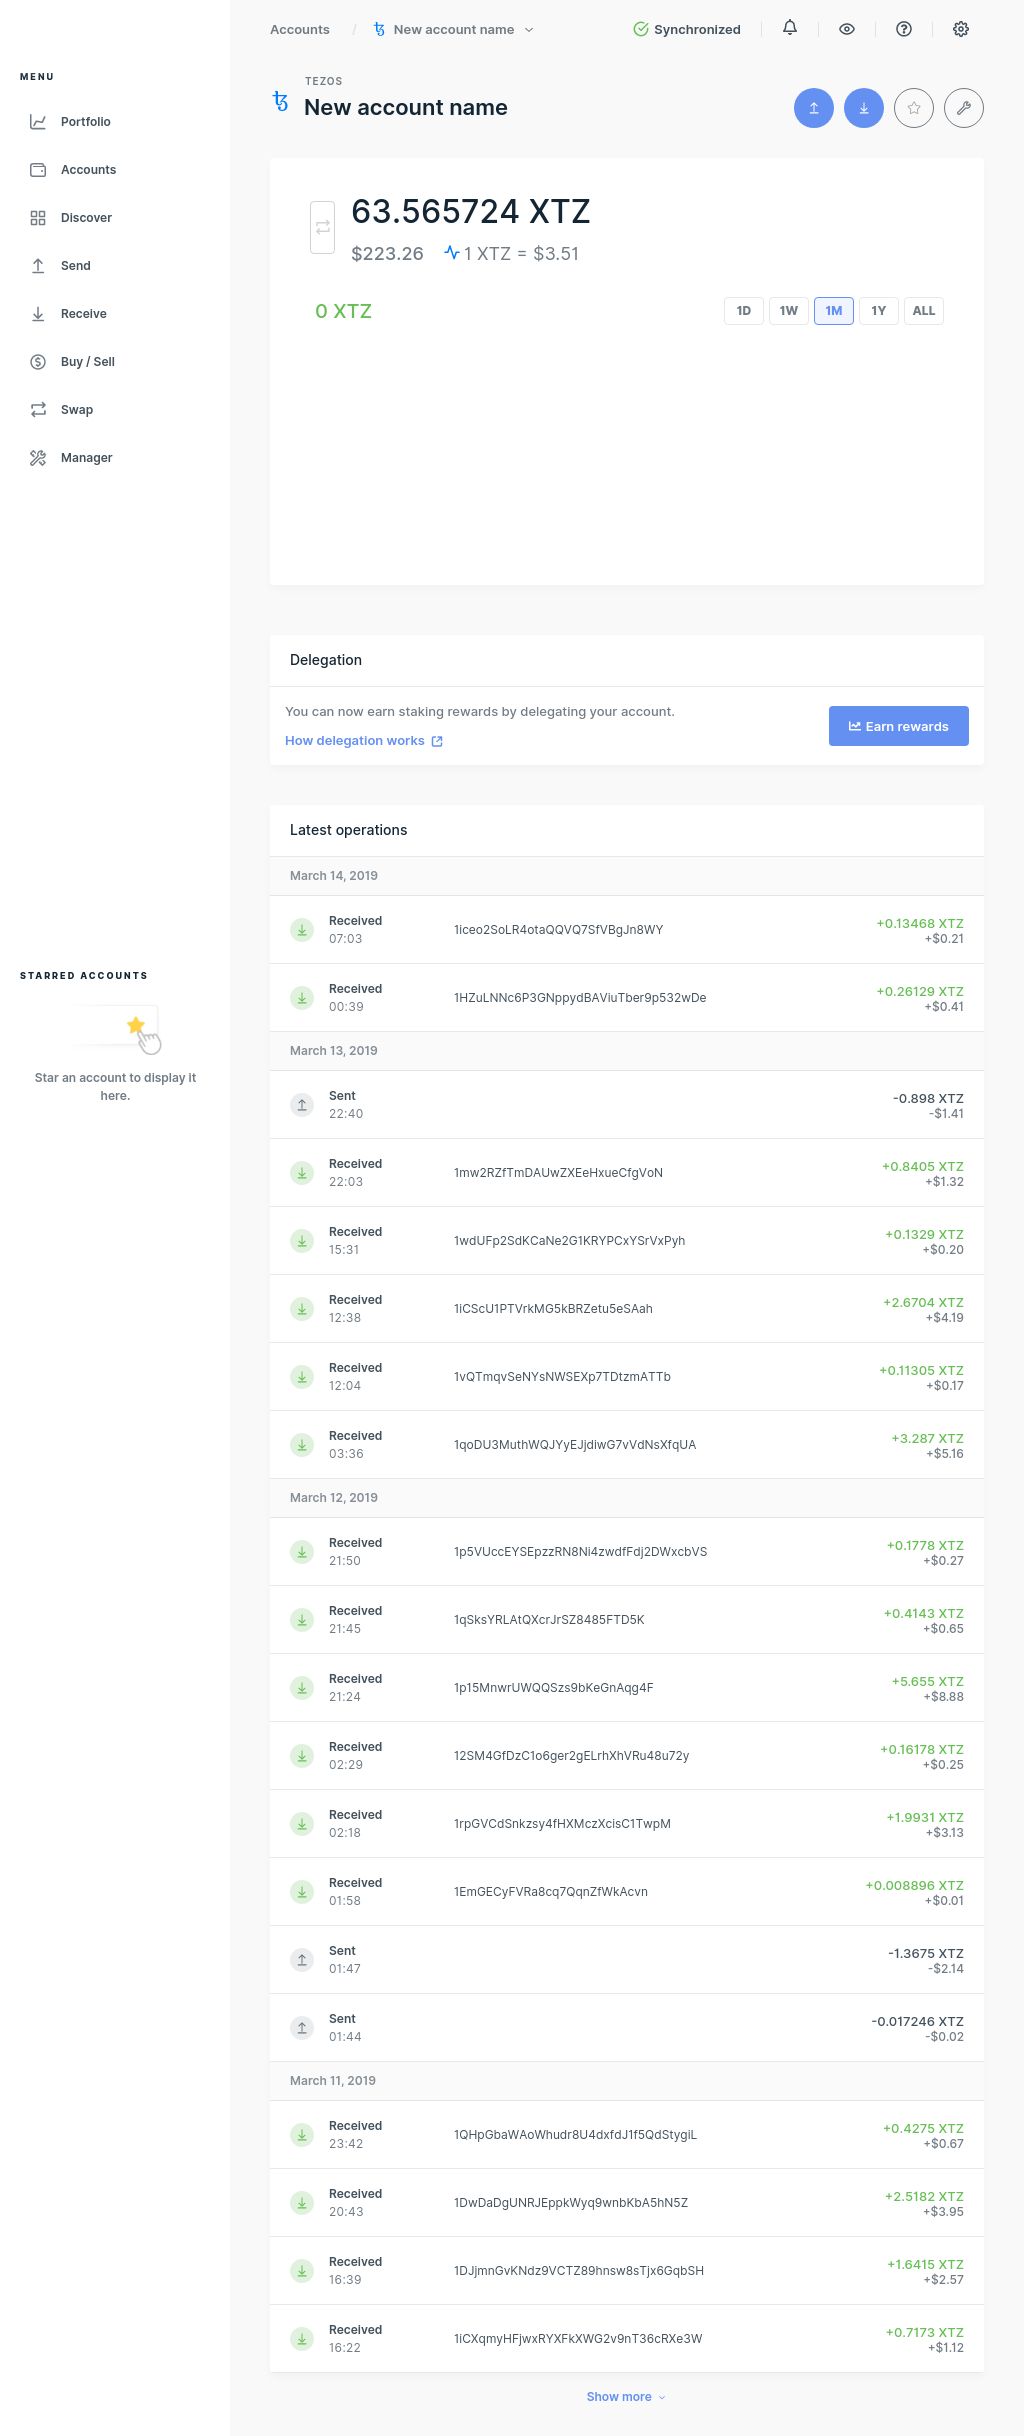 Accounts / New account name
Synchronized
MENU
Portfolio
Accounts
Discover
Send
Receive
Buy / Sell
Swap
Manager
STARRED ACCOUNTS
Star an account to display it
here.
TEZOS
New account name
63.565724 XTZ
$223.26 1 XTZ = $3.51
0 XTZ
1D 1W 1M 1Y ALL
Delegation
You can now earn staking rewards by delegating your account.
How delegation works
Earn rewards
Latest operations
March 14, 2019
Received
07:03
1iceo2SoLR4otaQQVQ7SfVBgJn8WY
+0.13468 XTZ
+$0.21
Received
00:39
1HZuLNNc6P3GNppydBAViuTber9p532wDe
+0.26129 XTZ
+$0.41
March 13, 2019
Sent
22:40
-0.898 XTZ
-$1.41
Received
22:03
1mw2RZfTmDAUwZXEeHxueCfgVoN
+0.8405 XTZ
+$1.32
Received
15:31
1wdUFp2SdKCaNe2G1KRYPCxYSrVxPyh
+0.1329 XTZ
+$0.20
Received
12:38
1iCScU1PTVrkMG5kBRZetu5eSAah
+2.6704 XTZ
+$4.19
Received
12:04
1vQTmqvSeNYsNWSEXp7TDtzmATTb
+0.11305 XTZ
+$0.17
Received
03:36
1qoDU3MuthWQJYyEJjdiwG7vVdNsXfqUA
+3.287 XTZ
+$5.16
March 12, 2019
Received
21:50
1p5VUccEYSEpzzRN8Ni4zwdfFdj2DWxcbVS
+0.1778 XTZ
+$0.27
Received
21:45
1qSksYRLAtQXcrJrSZ8485FTD5K
+0.4143 XTZ
+$0.65
Received
21:24
1p15MnwrUWQQSzs9bKeGnAqg4F
+5.655 XTZ
+$8.88
Received
02:29
12SM4GfDzC1o6ger2gELrhXhVRu48u72y
+0.16178 XTZ
+$0.25
Received
02:18
1rpGVCdSnkzsy4fHXMczXcisC1TwpM
+1.9931 XTZ
+$3.13
Received
01:58
1EmGECyFVRa8cq7QqnZfWkAcvn
+0.008896 XTZ
+$0.01
Sent
01:47
-1.3675 XTZ
-$2.14
Sent
01:44
-0.017246 XTZ
-$0.02
March 11, 2019
Received
23:42
1QHpGbaWAoWhudr8U4dxfdJ1f5QdStygiL
+0.4275 XTZ
+$0.67
Received
20:43
1DwDaDgUNRJEppkWyq9wnbKbA5hN5Z
+2.5182 XTZ
+$3.95
Received
16:39
1DJjmnGvKNdz9VCTZ89hnsw8sTjx6GqbSH
+1.6415 XTZ
+$2.57
Received
16:22
1iCXqmyHFjwxRYXFkXWG2v9nT36cRXe3W
+0.7173 XTZ
+$1.12
Show more